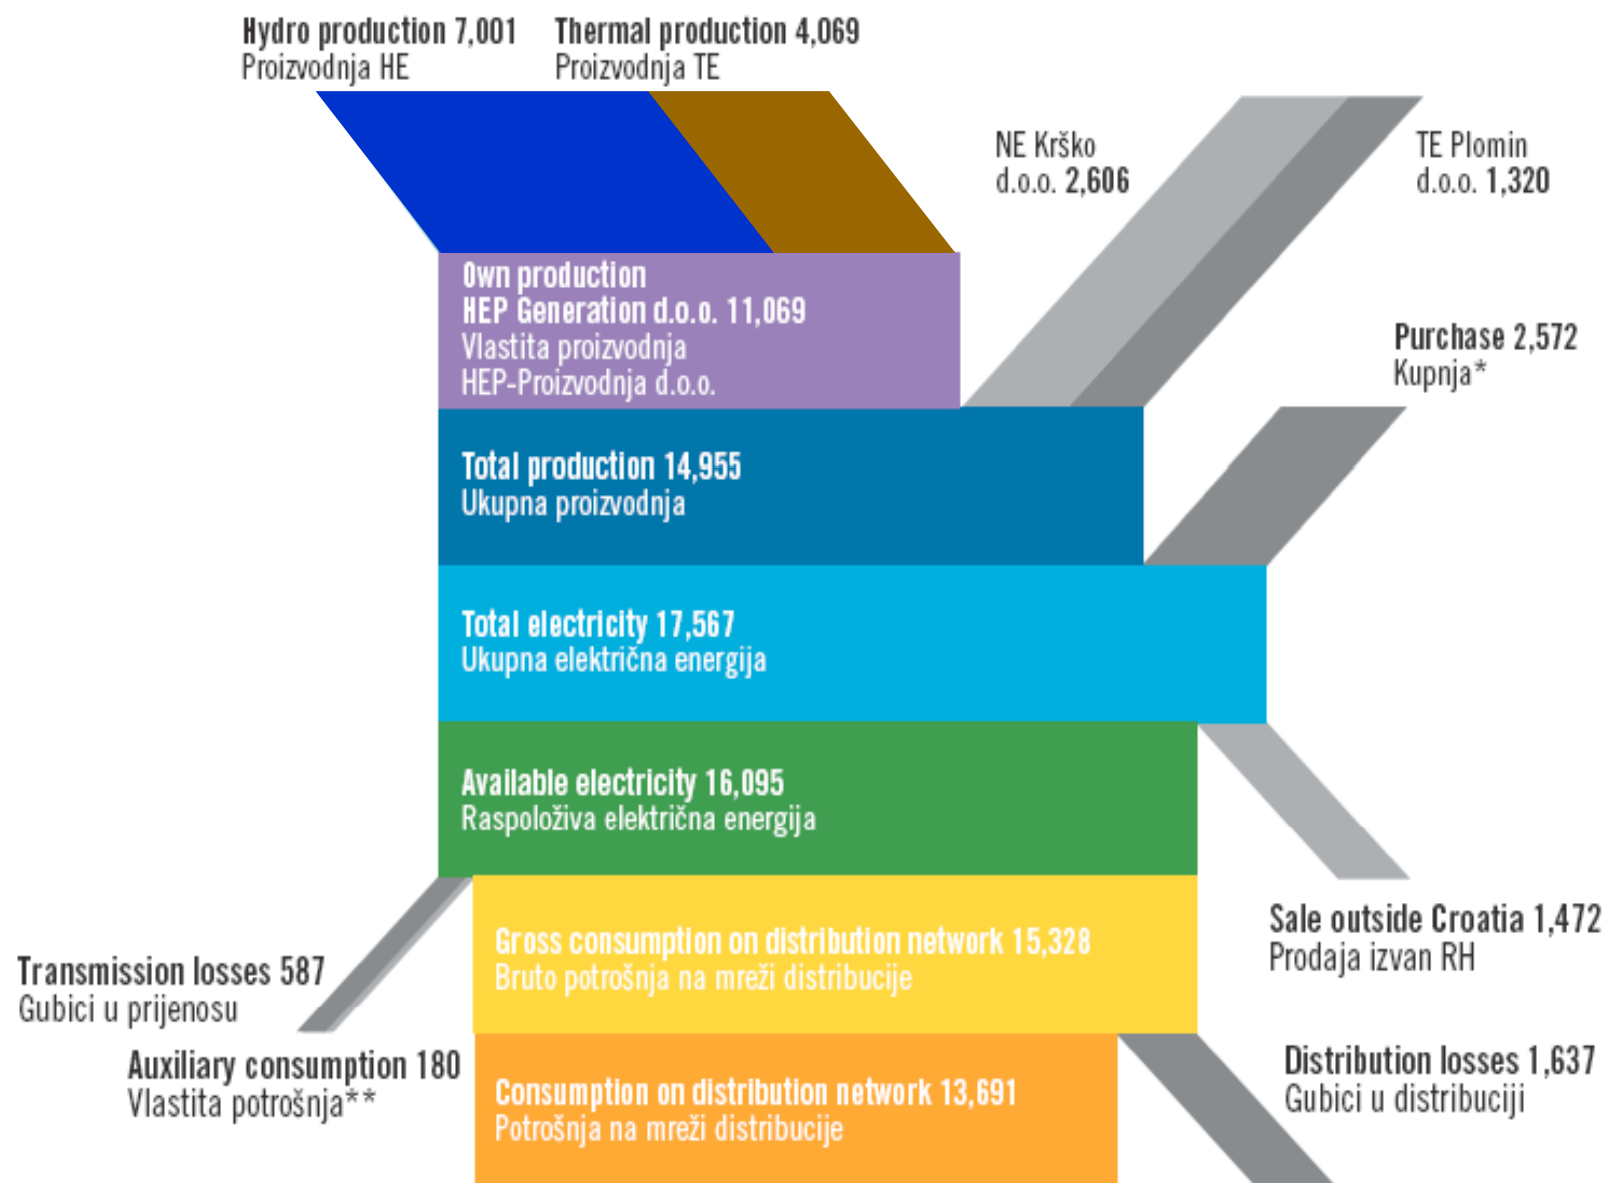 Hydro production 7,001
Proizvodnja HE
Thermal production 4,069
Proizvodnja TE
NE Krško
d.o.o. 2,606
TE Plomin
d.o.o. 1,320
Own production
HEP Generation d.o.o. 11,069
Vlastita proizvodnja
HEP-Proizvodnja d.o.o.
Purchase 2,572
Kupnja*
Total production 14,955
Ukupna proizvodnja
Total electricity 17,567
Ukupna električna energija
Available electricity 16,095
Raspoloživa električna energija
Sale outside Croatia 1,472
Prodaja izvan RH
Gross consumption on distribution network 15,328
Bruto potrošnja na mreži distribucije
Transmission losses 587
Gubici u prijenosu
Auxiliary consumption 180
Vlastita potrošnja**
Distribution losses 1,637
Gubici u distribuciji
Consumption on distribution network 13,691
Potrošnja na mreži distribucije